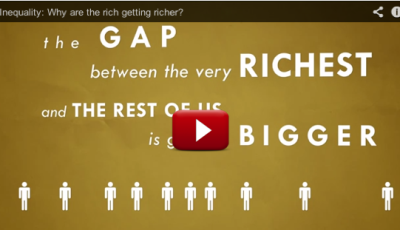 Inequality: Why are the rich getting richer?
the GAP
between the very RICHEST
and THE REST OF US
is g BIGGER